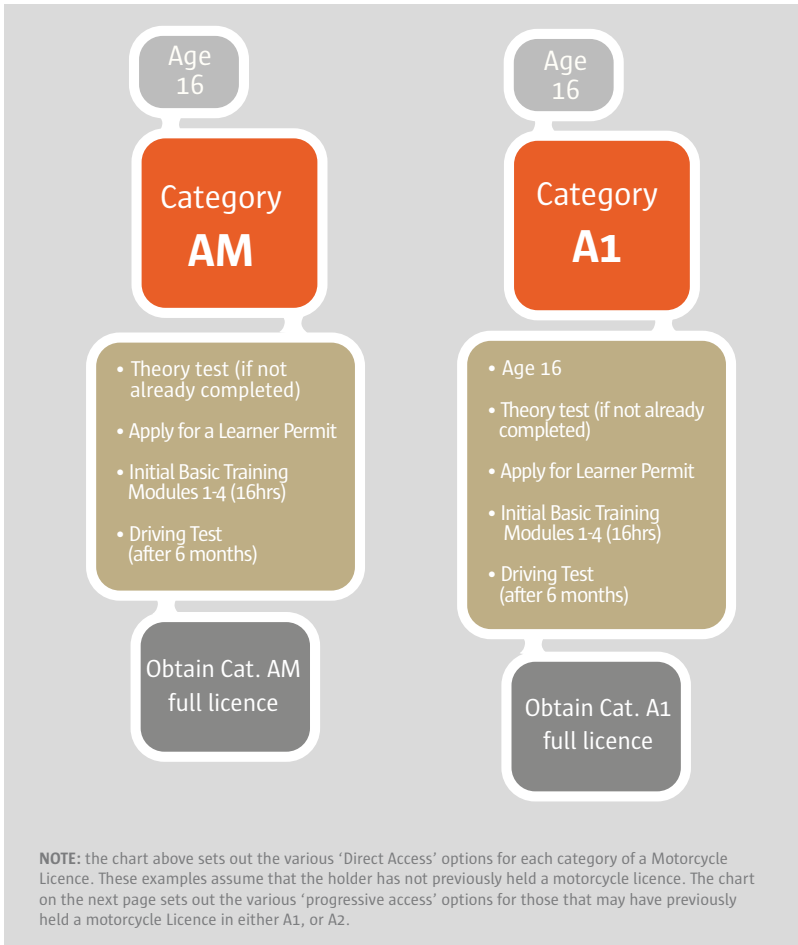 Age
16
Category
AM
• Theory test (if not
already completed)
• Apply for a Learner Permit
• Initial Basic Training
Modules 1-4 (16hrs)
• Driving Test
(after 6 months)
Obtain Cat. AM
full licence
Age
16
Category
A1
• Age 16
• Theory test (if not already
completed)
• Apply for Learner Permit
• Initial Basic Training
Modules 1-4 (16hrs)
• Driving Test
(after 6 months)
Obtain Cat. A1
full licence
NOTE: the chart above sets out the various ‘Direct Access’ options for each category of a Motorcycle
Licence. These examples assume that the holder has not previously held a motorcycle licence. The chart
on the next page sets out the various ‘progressive access’ options for those that may have previously
held a motorcycle Licence in either A1, or A2.